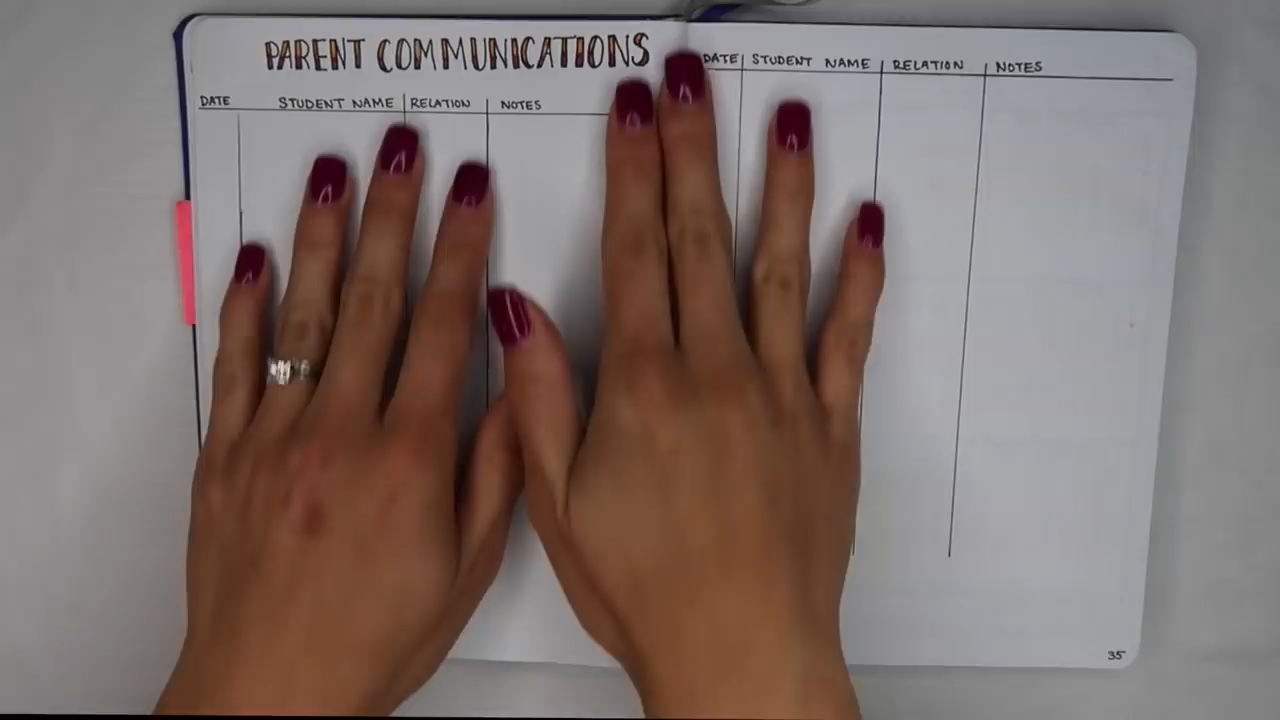 PARENT COMMUNICATIONS
DATE STUDENT NAME RELATION NOTES
DATE STUDENT NAME RELATION NOTES
35